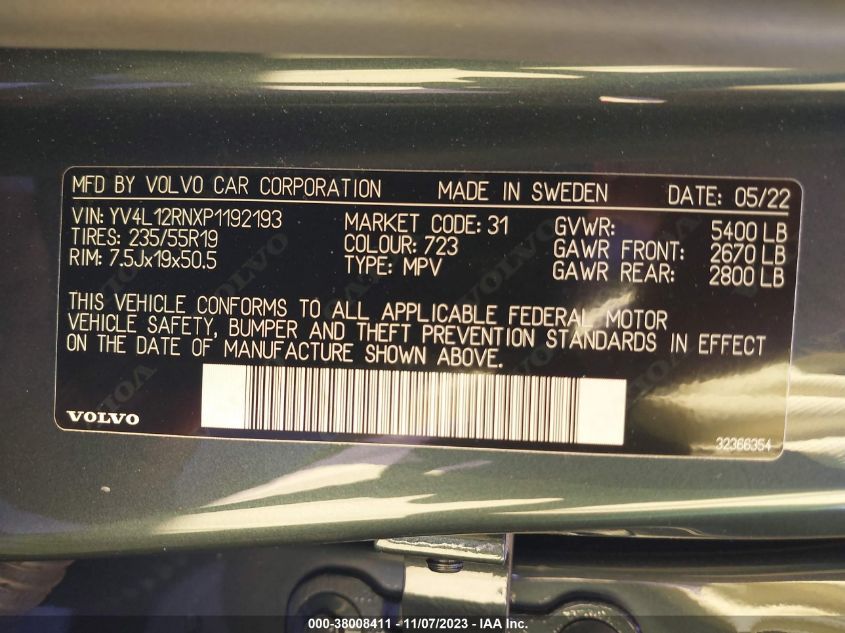 MFD BY VOLVO CAR CORPORATION MADE IN SWEDEN DATE: 05/22
VIN: YV4L12RNXP1192193 MARKET CODE: 31 GVWR: 5400 LB
TIRES: 235/55R19 COLOUR: 723 GAWR FRONT: 2670 LB
RIM: 7.5Jx19x50.5 TYPE: MPV GAWR REAR: 2800 LB
THIS VEHICLE CONFORMS TO ALL APPLICABLE FEDERAL MOTOR
VEHICLE SAFETY, BUMPER AND THEFT PREVENTION STANDARDS IN EFFECT
ON THE DATE OF MANUFACTURE SHOWN ABOVE.
VOLVO
32366354
000-38008411 - 11/07/2023 - IAA Inc.